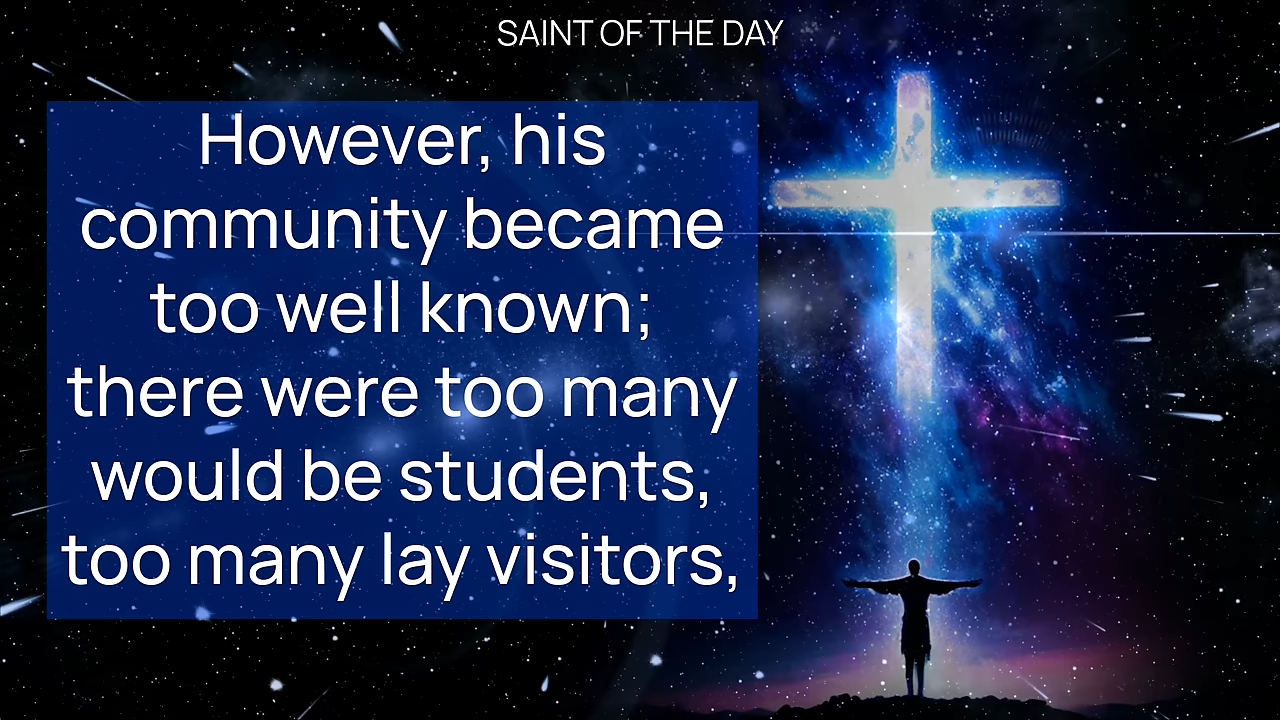 SAINT OF THE DAY
However, his
community became
too well known;
there were too many
would be students,
too many lay visitors,